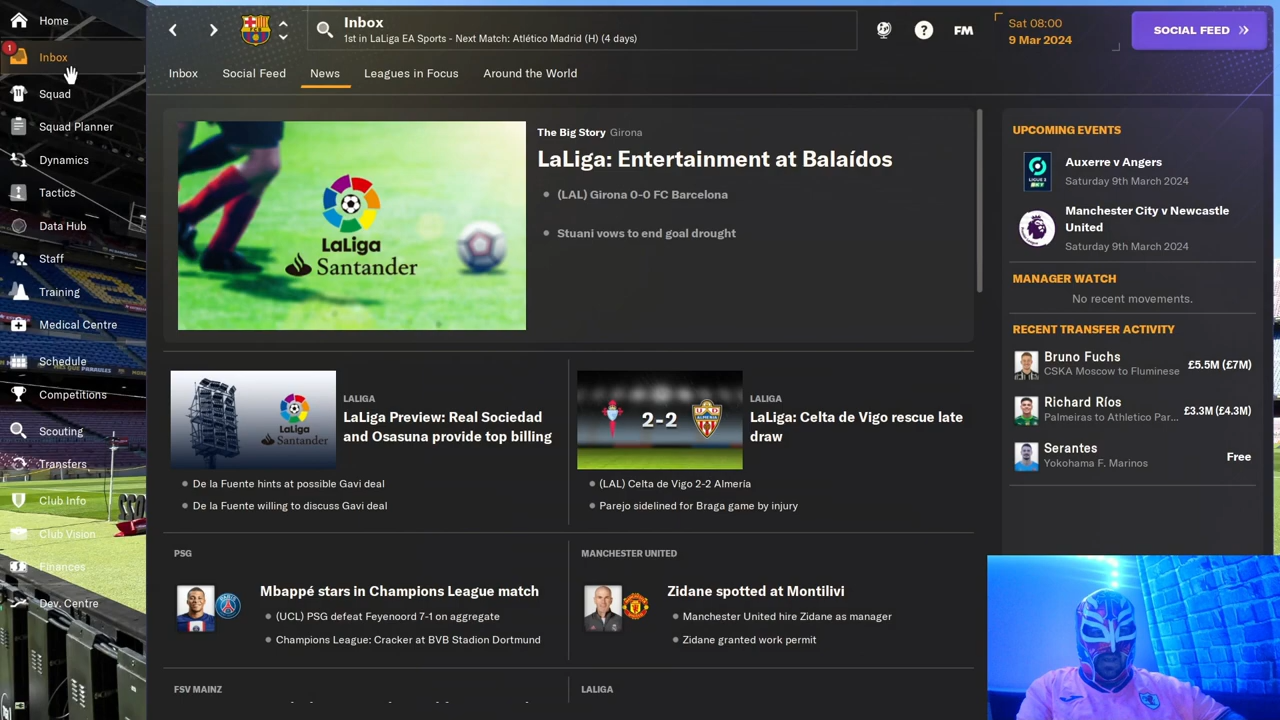 Home
1
Inbox
Squad
Squad Planner
Dynamics
Tactics
Data Hub
Staff
Training
Medical Centre
Schedule
Competitions
Scouting
Transfers
Club Info
Club Vision
Finances
Dev. Centre
Inbox
1st in LaLiga EA Sports - Next Match: Atlético Madrid (H) (4 days)
FM
Sat 08:00
9 Mar 2024
SOCIAL FEED
Inbox Social Feed News Leagues in Focus Around the World
LaLiga
Santander
The Big Story Girona
LaLiga: Entertainment at Balaídos
(LAL) Girona 0-0 FC Barcelona
Stuani vows to end goal drought
LaLiga
Santander
LALIGA
LaLiga Preview: Real Sociedad
and Osasuna provide top billing
De la Fuente hints at possible Gavi deal
De la Fuente willing to discuss Gavi deal
2-2
LALIGA
LaLiga: Celta de Vigo rescue late
draw
(LAL) Celta de Vigo 2-2 Almería
Parejo sidelined for Braga game by injury
PSG
Mbappé stars in Champions League match
(UCL) PSG defeat Feyenoord 7-1 on aggregate
Champions League: Cracker at BVB Stadion Dortmund
MANCHESTER UNITED
Zidane spotted at Montilivi
Manchester United hire Zidane as manager
Zidane granted work permit
FSV MAINZ
LALIGA
UPCOMING EVENTS
Auxerre v Angers
Saturday 9th March 2024
Manchester City v Newcastle
United
Saturday 9th March 2024
MANAGER WATCH
No recent movements.
RECENT TRANSFER ACTIVITY
Bruno Fuchs
CSKA Moscow to Fluminese
£5.5M (£7M)
Richard Ríos
Palmeiras to Athletico Par...
£3.3M (£4.3M)
Serantes
Yokohama F. Marinos
Free